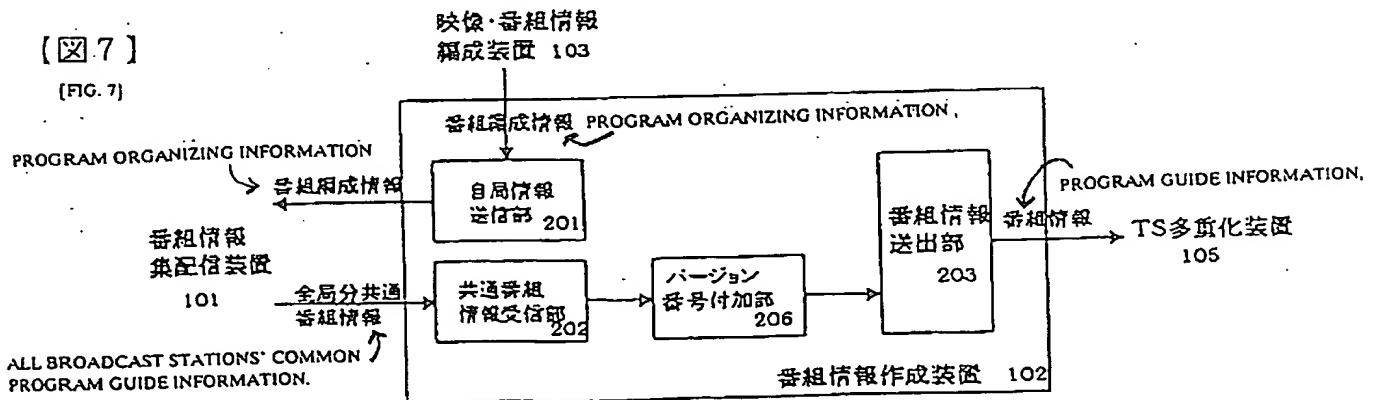 【図.7】
[FIG. 7]
映像・番組情報
編成装置 103
番組編成情報 PROGRAM ORGANIZING INFORMATION,
PROGRAM ORGANIZING INFORMATION
番組編成情報
自局情報
送信部
201
番組情報
集配信装置
101
全局分共通
番組情報
共通番組
情報受信部
202
バージョン
番号付加部
206
番組情報
送出部
203
PROGRAM GUIDE INFORMATION,
番組情報
TS多重化装置
105
ALL BROADCAST STATIONS' COMMON
PROGRAM GUIDE INFORMATION.
番組情報作成装置 102